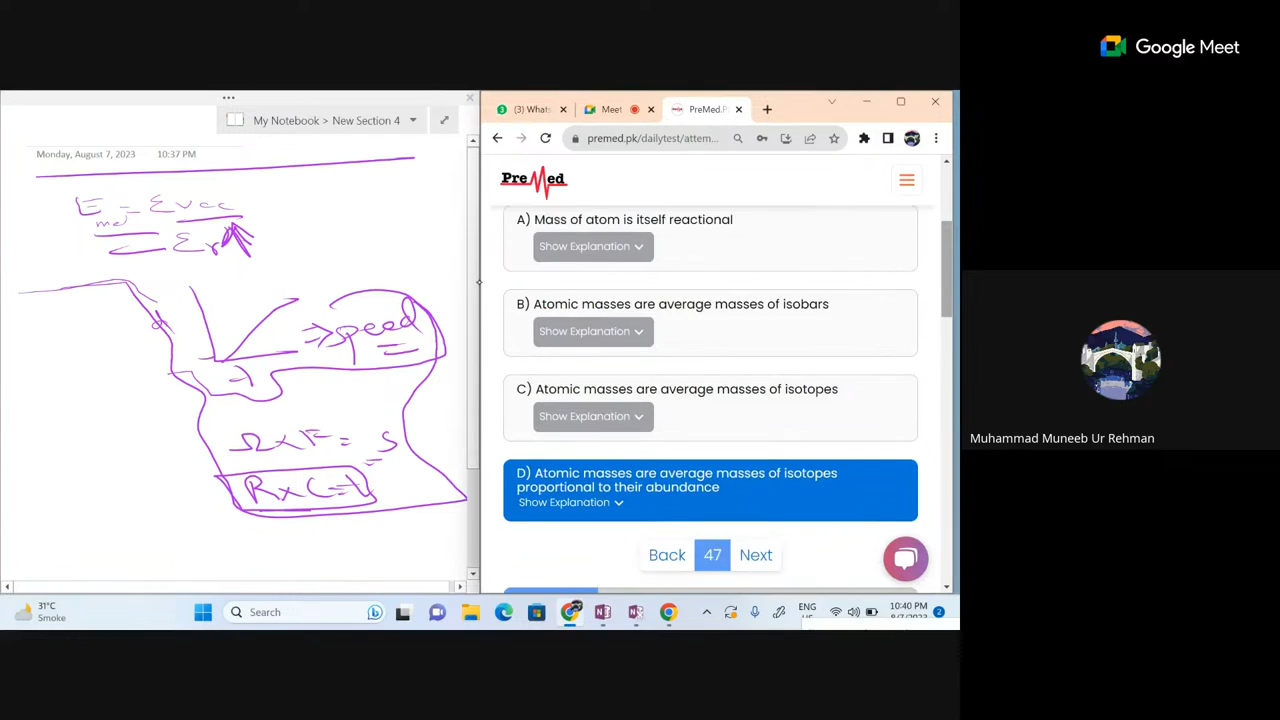 Google Meet
(3) Whats
Meet
PreMed.P
My Notebook > New Section 4
premed.pk/dailytest/attem...
Monday, August 7, 2023 10:37 PM
PreMed
A) Mass of atom is itself reactional
Show Explanation
B) Atomic masses are average masses of isobars
Show Explanation
C) Atomic masses are average masses of isotopes
Show Explanation
D) Atomic masses are average masses of isotopes
proportional to their abundance
Show Explanation
Back 47 Next
=> speed
Ω x F = S
R x C = t
Muhammad Muneeb Ur Rehman
31°C
Smoke
Search
ENG
10:40 PM
8/7/2023
2